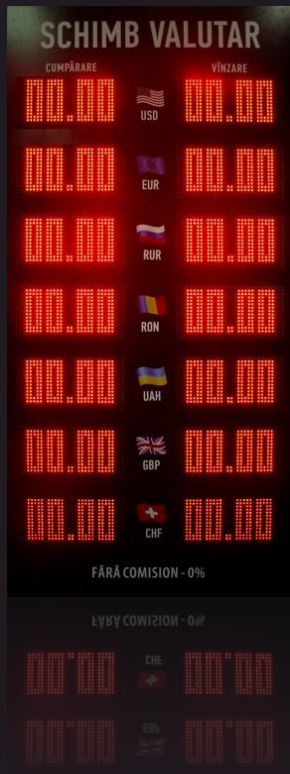 SCHIMB VALUTAR
CUMPĂRARE VÎNZARE
00.00 USD 00.00
00.00 EUR 00.00
00.00 RUR 00.00
00.00 RON 00.00
00.00 UAH 00.00
00.00 GBP 00.00
00.00 CHF 00.00
FĂRĂ COMISION - 0%